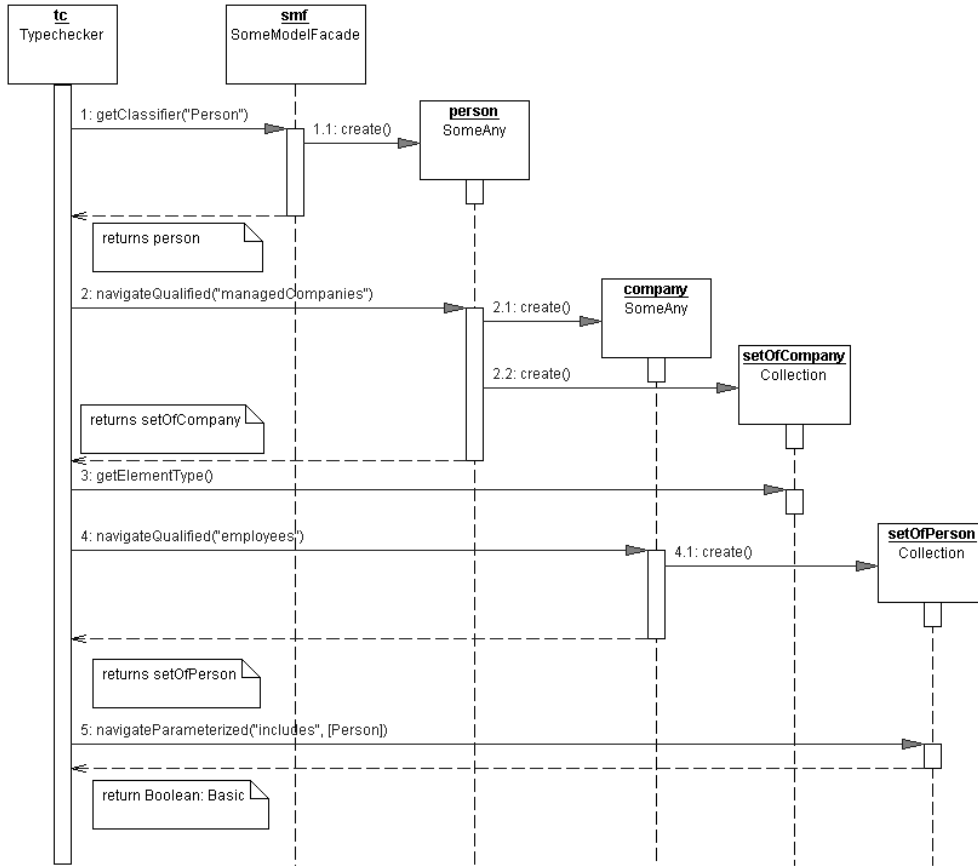 tc
Typechecker
smf
SomeModelFacade
1: getClassifier("Person")
1.1: create()
person
SomeAny
returns person
2: navigateQualified("managedCompanies")
2.1: create()
company
SomeAny
2.2: create()
setOfCompany
Collection
returns setOfCompany
3: getElementType()
4: navigateQualified("employees")
4.1: create()
setOfPerson
Collection
returns setOfPerson
5: navigateParameterized("includes", [Person])
return Boolean: Basic